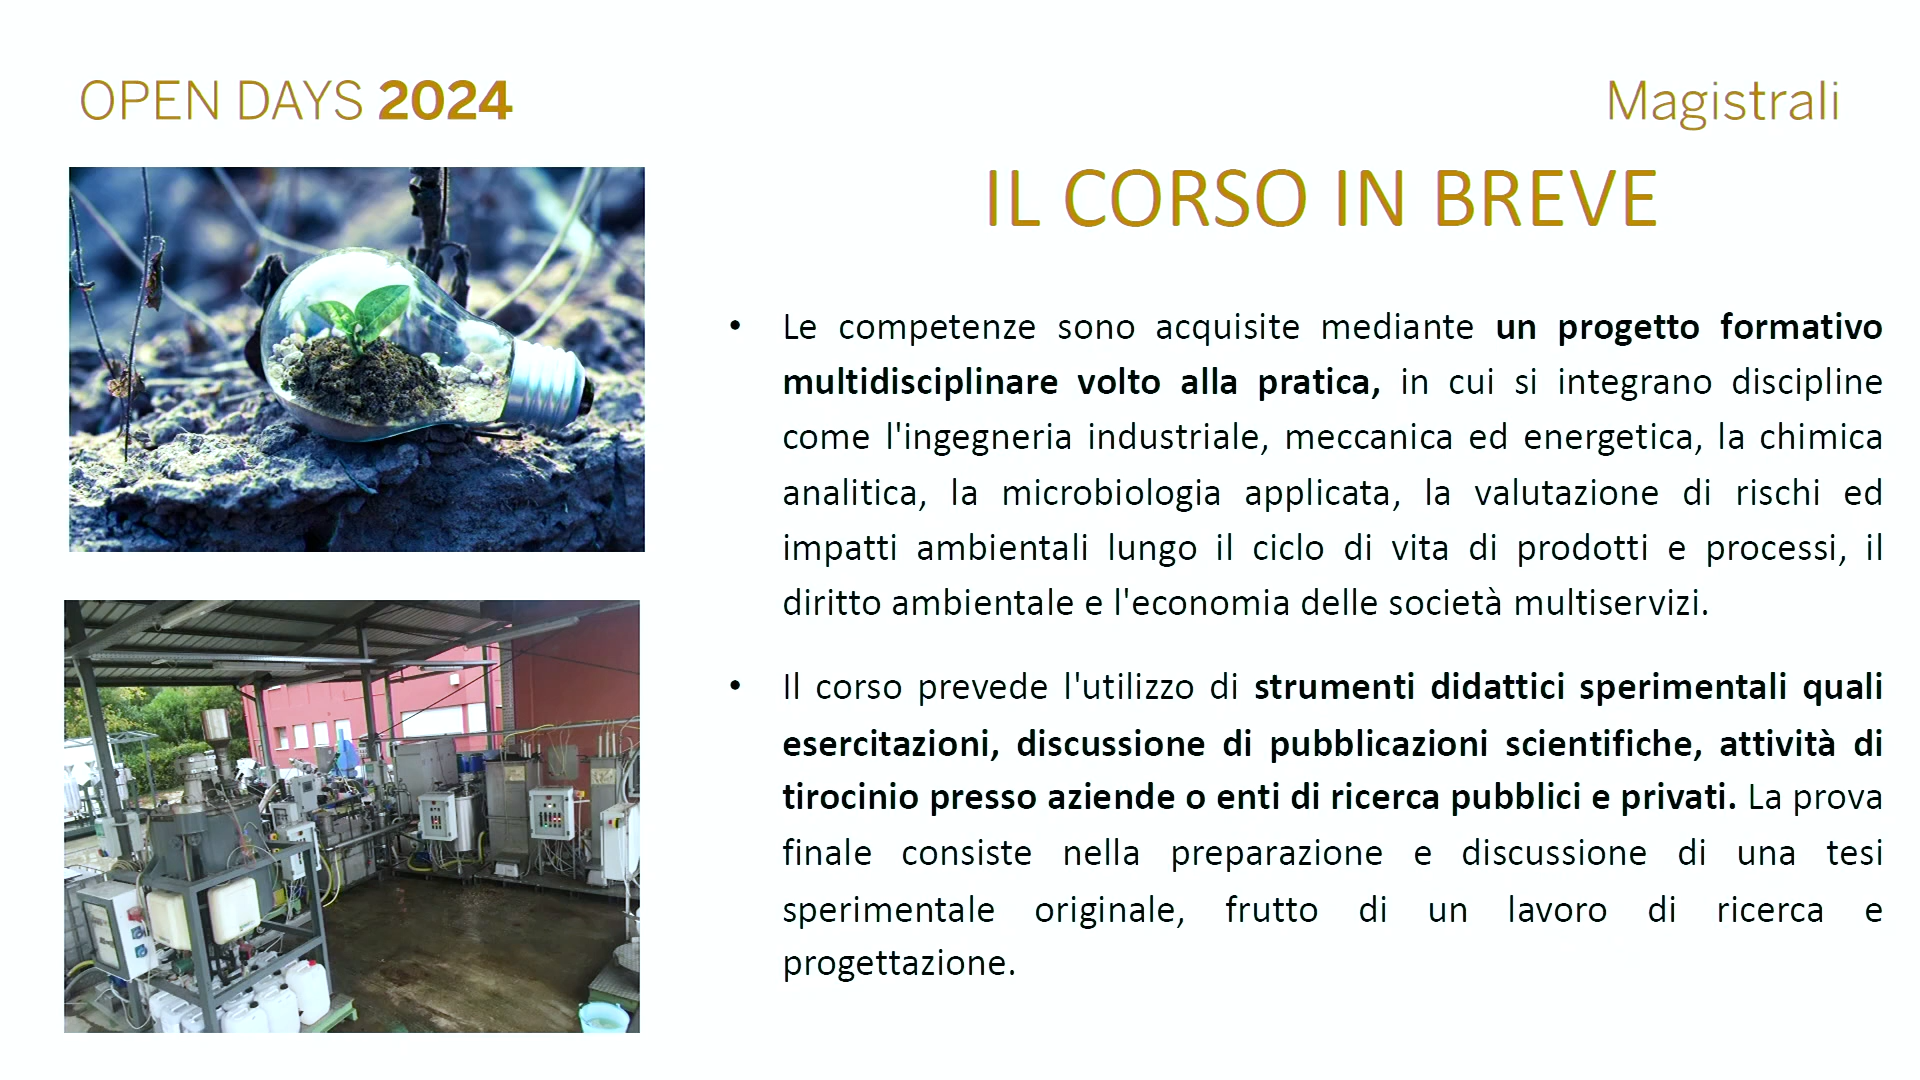 OPEN DAYS 2024
Magistrali
IL CORSO IN BREVE
• Le competenze sono acquisite mediante un progetto formativo
multidisciplinare volto alla pratica, in cui si integrano discipline
come l'ingegneria industriale, meccanica ed energetica, la chimica
analitica, la microbiologia applicata, la valutazione di rischi ed
impatti ambientali lungo il ciclo di vita di prodotti e processi, il
diritto ambientale e l'economia delle società multiservizi.
• Il corso prevede l'utilizzo di strumenti didattici sperimentali quali
esercitazioni, discussione di pubblicazioni scientifiche, attività di
tirocinio presso aziende o enti di ricerca pubblici e privati. La prova
finale consiste nella preparazione e discussione di una tesi
sperimentale originale, frutto di un lavoro di ricerca e
progettazione.